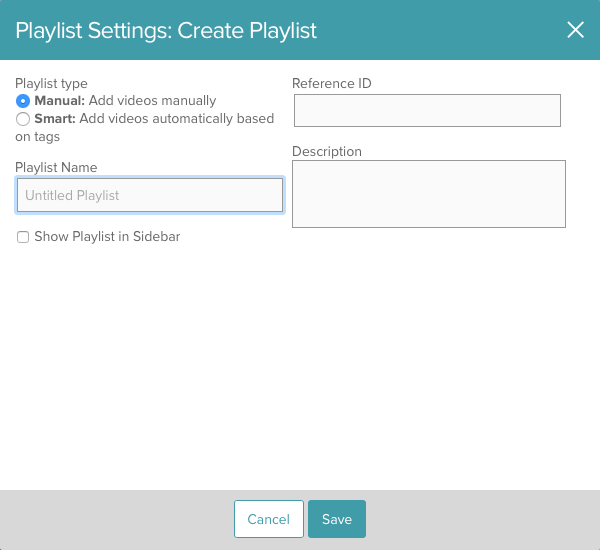 Playlist Settings: Create Playlist
Playlist type
Manual: Add videos manually
Smart: Add videos automatically based
on tags
Playlist Name
Untitled Playlist
Show Playlist in Sidebar
Reference ID
Description
Cancel
Save